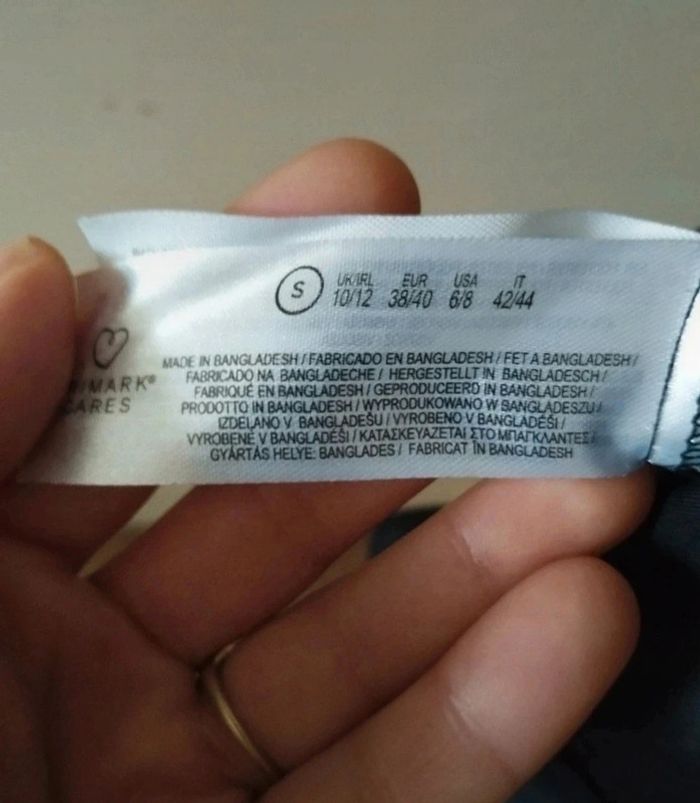 S
UK/IRL EUR USA IT
10/12 38/40 6/8 42/44
MADE IN BANGLADESH / FABRICADO EN BANGLADESH / FET A BANGLADESH /
FABRICADO NA BANGLADECHE / HERGESTELLT IN BANGLADESCH /
FABRIQUÉ EN BANGLADESH / GEPRODUCEERD IN BANGLADESH /
PRODOTTO IN BANGLADESH / WYPRODUKOWANO W BANGLADESZU /
IZDELANO V BANGLADEŠU / VYROBENO V BANGLADÉŠI /
VYROBENÉ V BANGLADÉŠI / ΚΑΤΑΣΚΕΥΑΖΕΤΑΙ ΣΤΟ ΜΠΑΓΚΛΑΝΤΕΣ /
GYÁRTÁS HELYE: BANGLADES / FABRICAT ÎN BANGLADESH